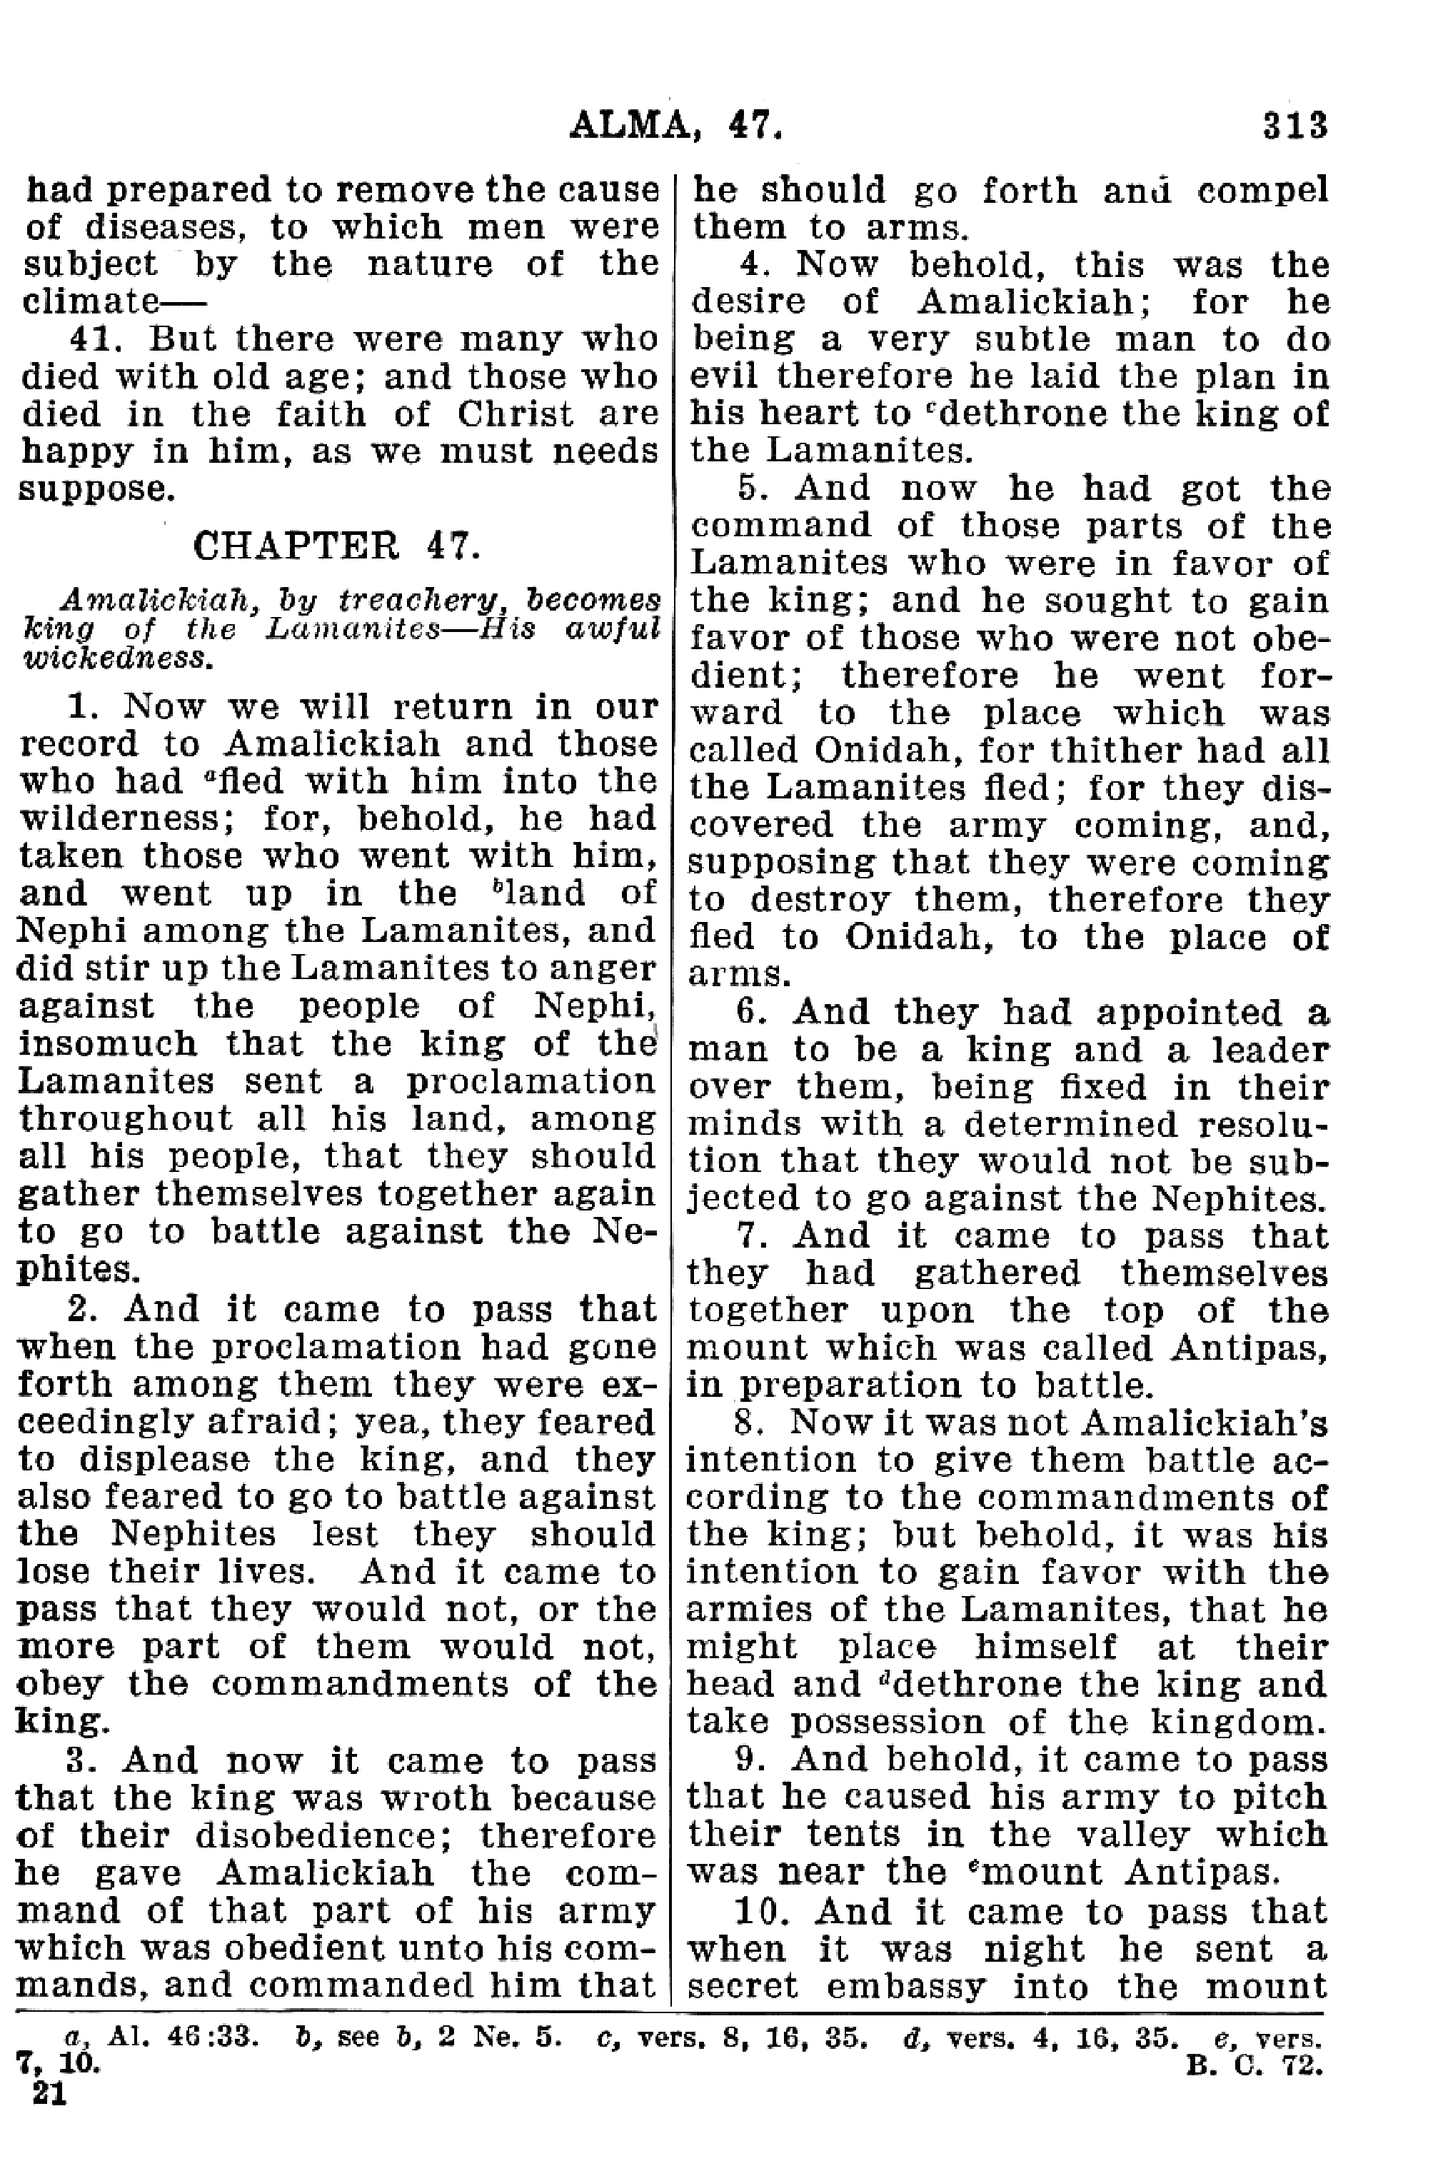 ALMA, 47.
313
had prepared to remove the cause
of diseases, to which men were
subject by the nature of the
climate—
41. But there were many who
died with old age; and those who
died in the faith of Christ are
happy in him, as we must needs
suppose.
CHAPTER 47.
Amalickiah, by treachery, becomes
king of the Lamanites—His awful
wickedness.
1. Now we will return in our
record to Amalickiah and those
who had ᵃfled with him into the
wilderness; for, behold, he had
taken those who went with him,
and went up in the ᵇland of
Nephi among the Lamanites, and
did stir up the Lamanites to anger
against the people of Nephi,
insomuch that the king of the
Lamanites sent a proclamation
throughout all his land, among
all his people, that they should
gather themselves together again
to go to battle against the Ne-
phites.
2. And it came to pass that
when the proclamation had gone
forth among them they were ex-
ceedingly afraid; yea, they feared
to displease the king, and they
also feared to go to battle against
the Nephites lest they should
lose their lives. And it came to
pass that they would not, or the
more part of them would not,
obey the commandments of the
king.
3. And now it came to pass
that the king was wroth because
of their disobedience; therefore
he gave Amalickiah the com-
mand of that part of his army
which was obedient unto his com-
mands, and commanded him that
he should go forth and compel
them to arms.
4. Now behold, this was the
desire of Amalickiah; for he
being a very subtle man to do
evil therefore he laid the plan in
his heart to ᶜdethrone the king of
the Lamanites.
5. And now he had got the
command of those parts of the
Lamanites who were in favor of
the king; and he sought to gain
favor of those who were not obe-
dient; therefore he went for-
ward to the place which was
called Onidah, for thither had all
the Lamanites fled; for they dis-
covered the army coming, and,
supposing that they were coming
to destroy them, therefore they
fled to Onidah, to the place of
arms.
6. And they had appointed a
man to be a king and a leader
over them, being fixed in their
minds with a determined resolu-
tion that they would not be sub-
jected to go against the Nephites.
7. And it came to pass that
they had gathered themselves
together upon the top of the
mount which was called Antipas,
in preparation to battle.
8. Now it was not Amalickiah's
intention to give them battle ac-
cording to the commandments of
the king; but behold, it was his
intention to gain favor with the
armies of the Lamanites, that he
might place himself at their
head and ᵈdethrone the king and
take possession of the kingdom.
9. And behold, it came to pass
that he caused his army to pitch
their tents in the valley which
was near the ᵉmount Antipas.
10. And it came to pass that
when it was night he sent a
secret embassy into the mount
a, Al. 46:33. b, see b, 2 Ne. 5. c, vers. 8, 16, 35. d, vers. 4, 16, 35. e, vers.
7, 10.
B. C. 72.
21